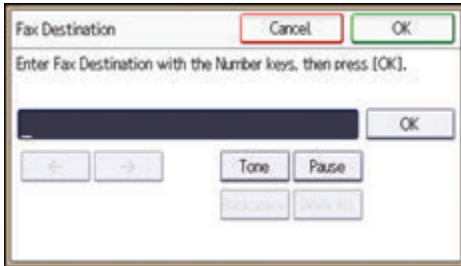 Fax Destination Cancel OK
Enter Fax Destination with the Number keys, then press [OK].
OK
← → Tone Pause
Backspace Delete All